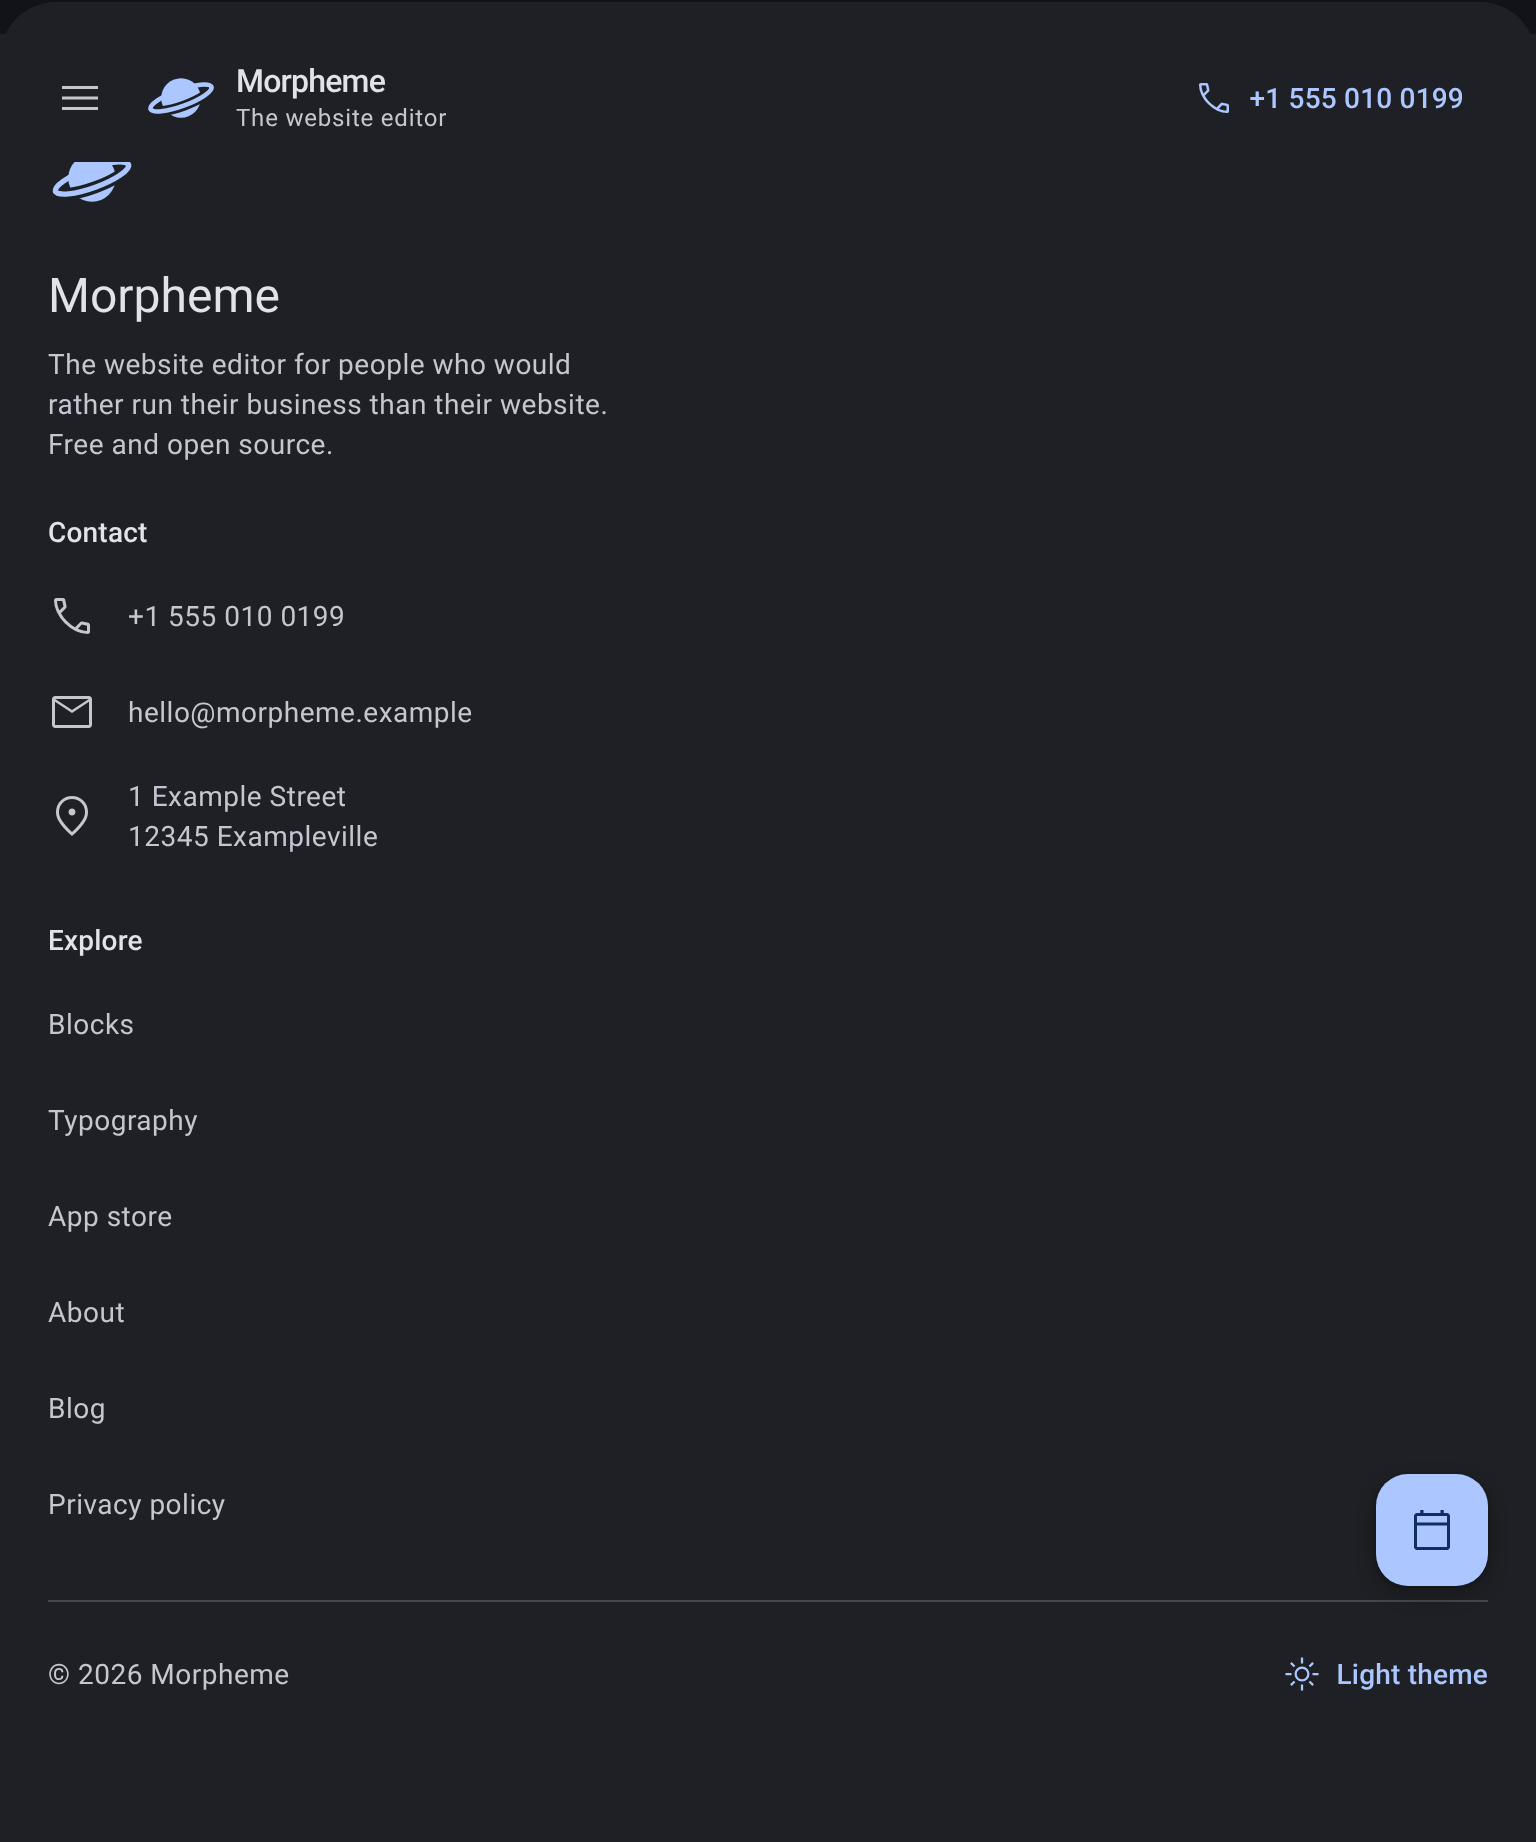 Morpheme
The website editor
+1 555 010 0199
Morpheme
The website editor for people who would
rather run their business than their website.
Free and open source.
Contact
+1 555 010 0199
hello@morpheme.example
1 Example Street
12345 Exampleville
Explore
Blocks
Typography
App store
About
Blog
Privacy policy
© 2026 Morpheme
Light theme